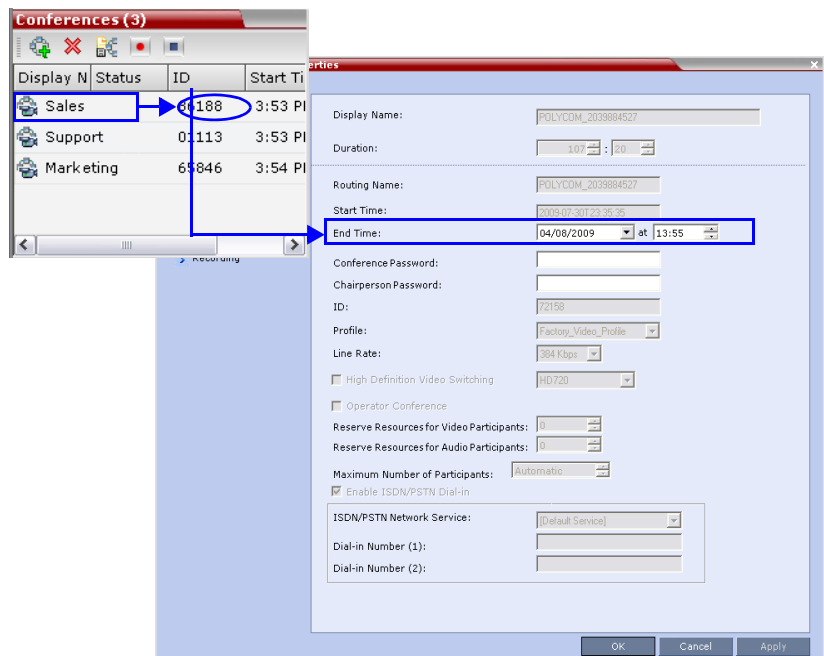 Conferences (3)
Display N Status ID Start Ti
Sales 86188 3:53 P
Support 01113 3:53 P
Marketing 65846 3:54 P
erties
Recording
Display Name: POLYCOM_2039884527
Duration: 107 : 20
Routing Name: POLYCOM_2039884527
Start Time: 2009-07-30T23:35:35
End Time: 04/08/2009 at 13:55
Conference Password:
Chairperson Password:
ID: 72158
Profile: Factory_Video_Profile
Line Rate: 384 Kbps
High Definition Video Switching HD720
Operator Conference
Reserve Resources for Video Participants: 0
Reserve Resources for Audio Participants: 0
Maximum Number of Participants: Automatic
Enable ISDN/PSTN Dial-in
ISDN/PSTN Network Service: [Default Service]
Dial-in Number (1):
Dial-in Number (2):
OK Cancel Apply